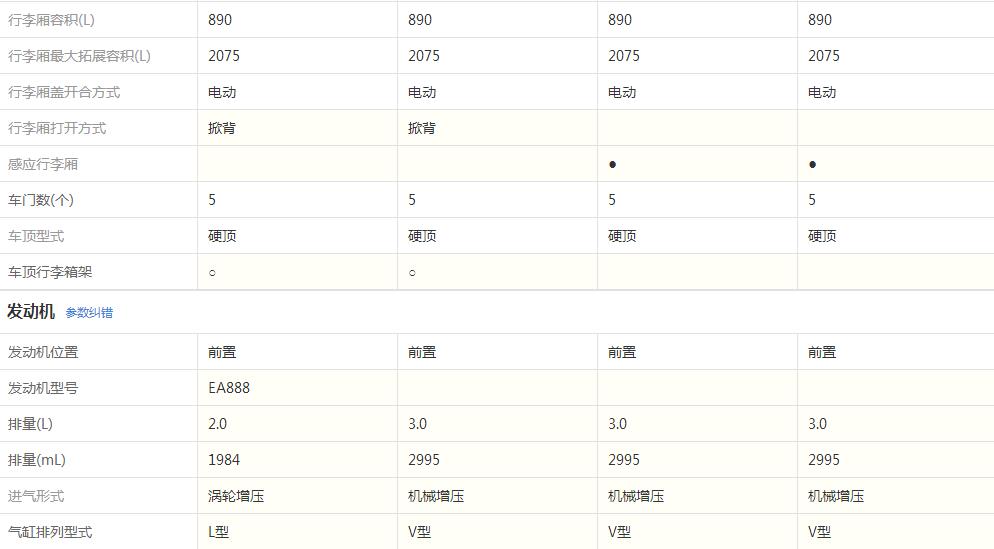 行李厢容积(L) 890 890 890 890
行李厢最大拓展容积(L) 2075 2075 2075 2075
行李厢盖开合方式 电动 电动 电动 电动
行李厢打开方式 掀背 掀背
感应行李厢 ● ●
车门数(个) 5 5 5 5
车顶型式 硬顶 硬顶 硬顶 硬顶
车顶行李箱架 ○ ○
发动机 参数纠错
发动机位置 前置 前置 前置 前置
发动机型号 EA888
排量(L) 2.0 3.0 3.0 3.0
排量(mL) 1984 2995 2995 2995
进气形式 涡轮增压 机械增压 机械增压 机械增压
气缸排列型式 L型 V型 V型 V型